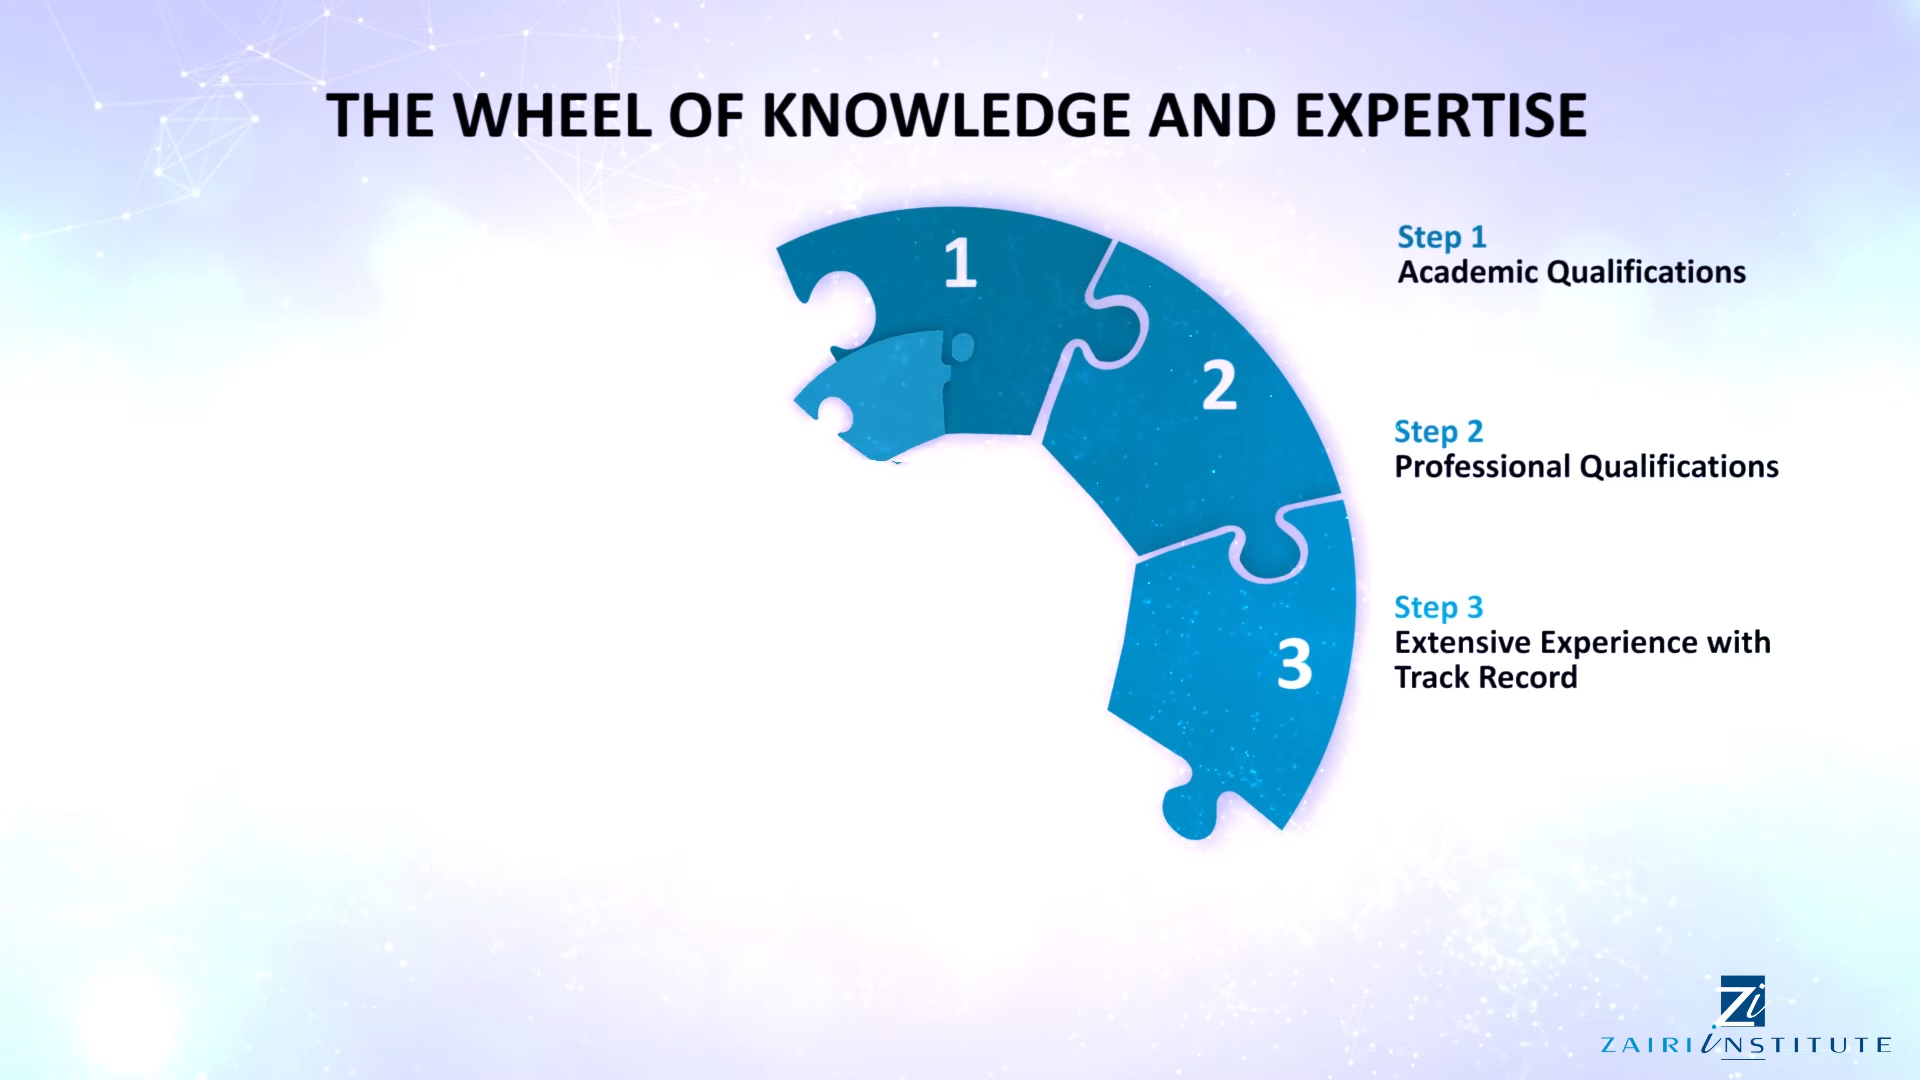 THE WHEEL OF KNOWLEDGE AND EXPERTISE
1
Step 1
Academic Qualifications
2
Step 2
Professional Qualifications
3
Step 3
Extensive Experience with
Track Record
Zi
ZAIRI iNSTITUTE